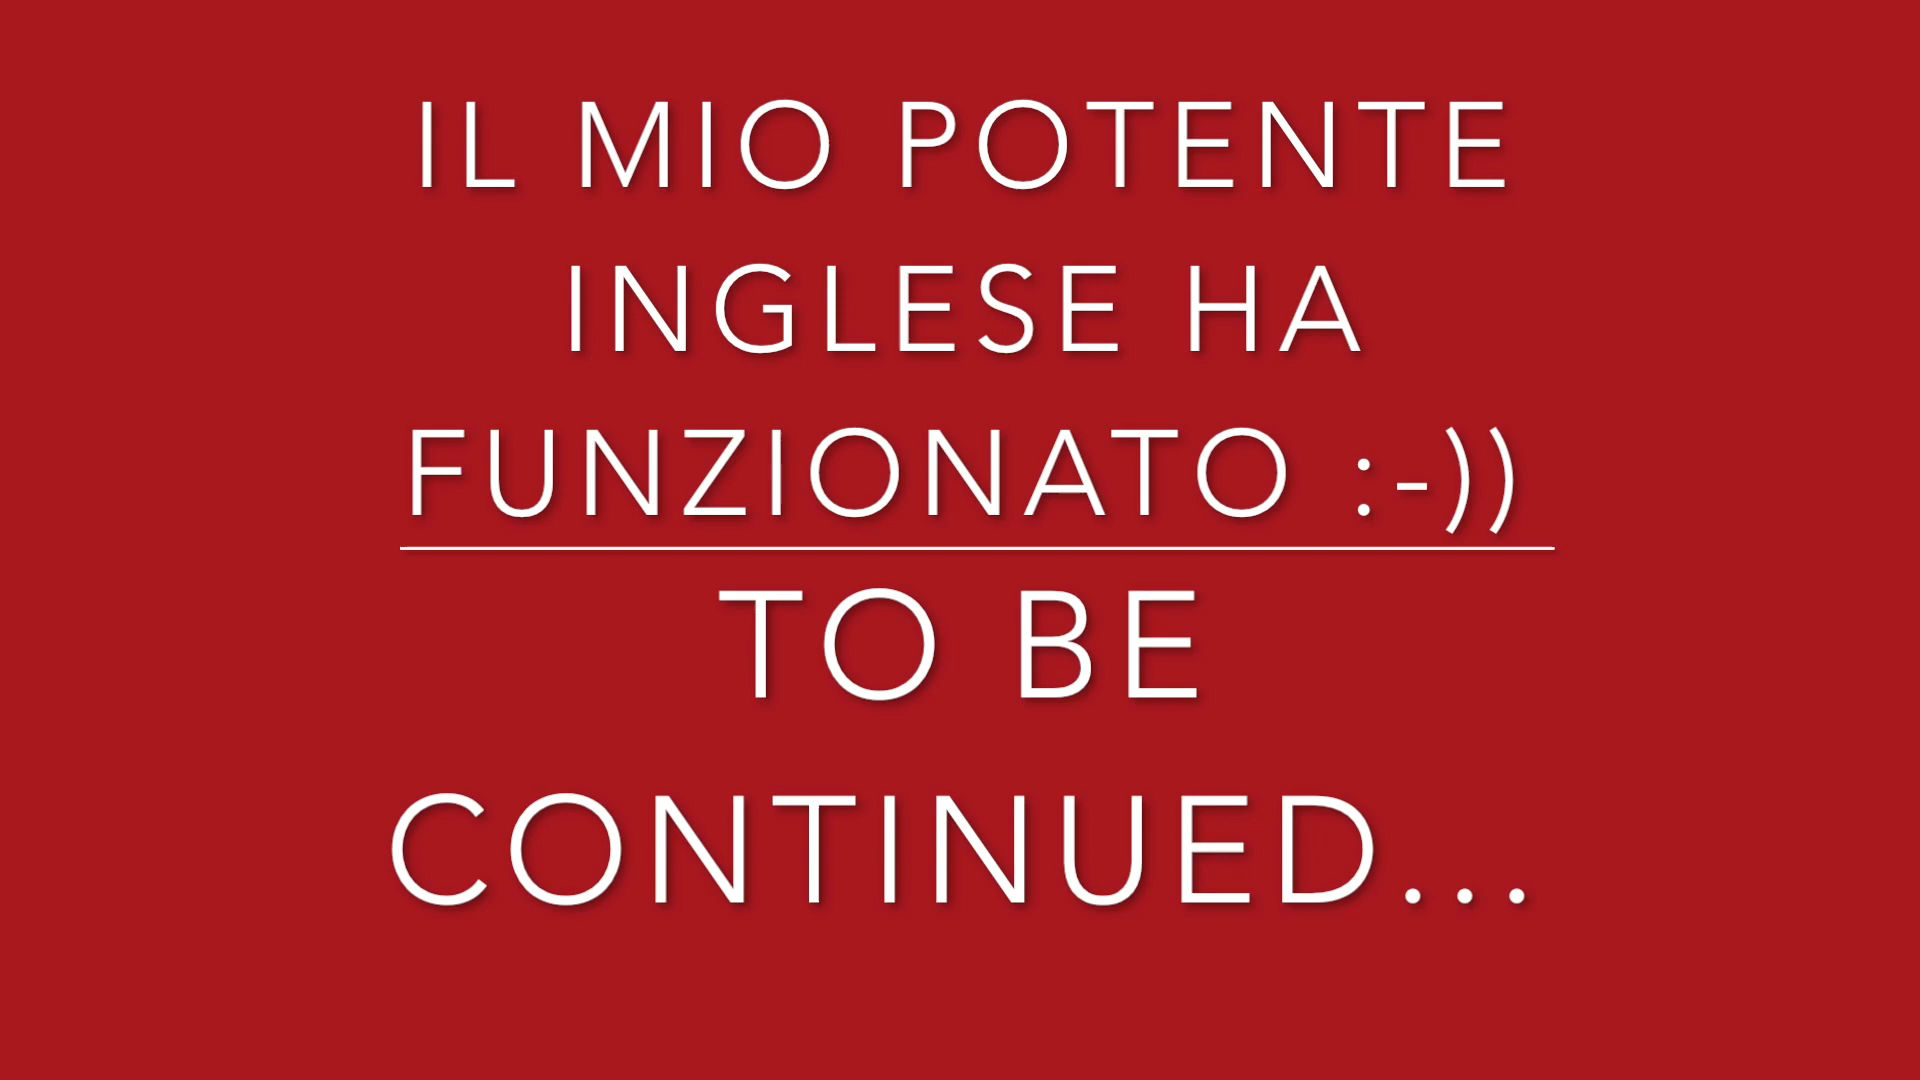 IL MIO POTENTE
INGLESE HA
FUNZIONATO :-))
TO BE
CONTINUED...